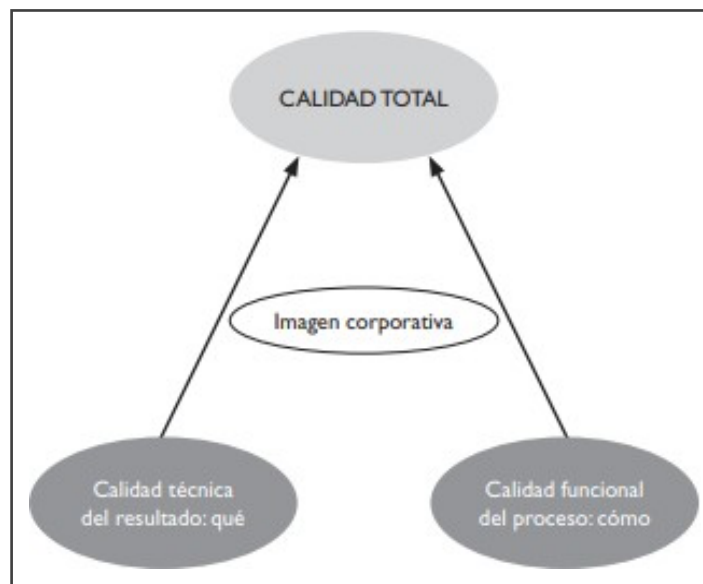 CALIDAD TOTAL
Imagen corporativa
Calidad técnica
del resultado: qué
Calidad funcional
del proceso: cómo